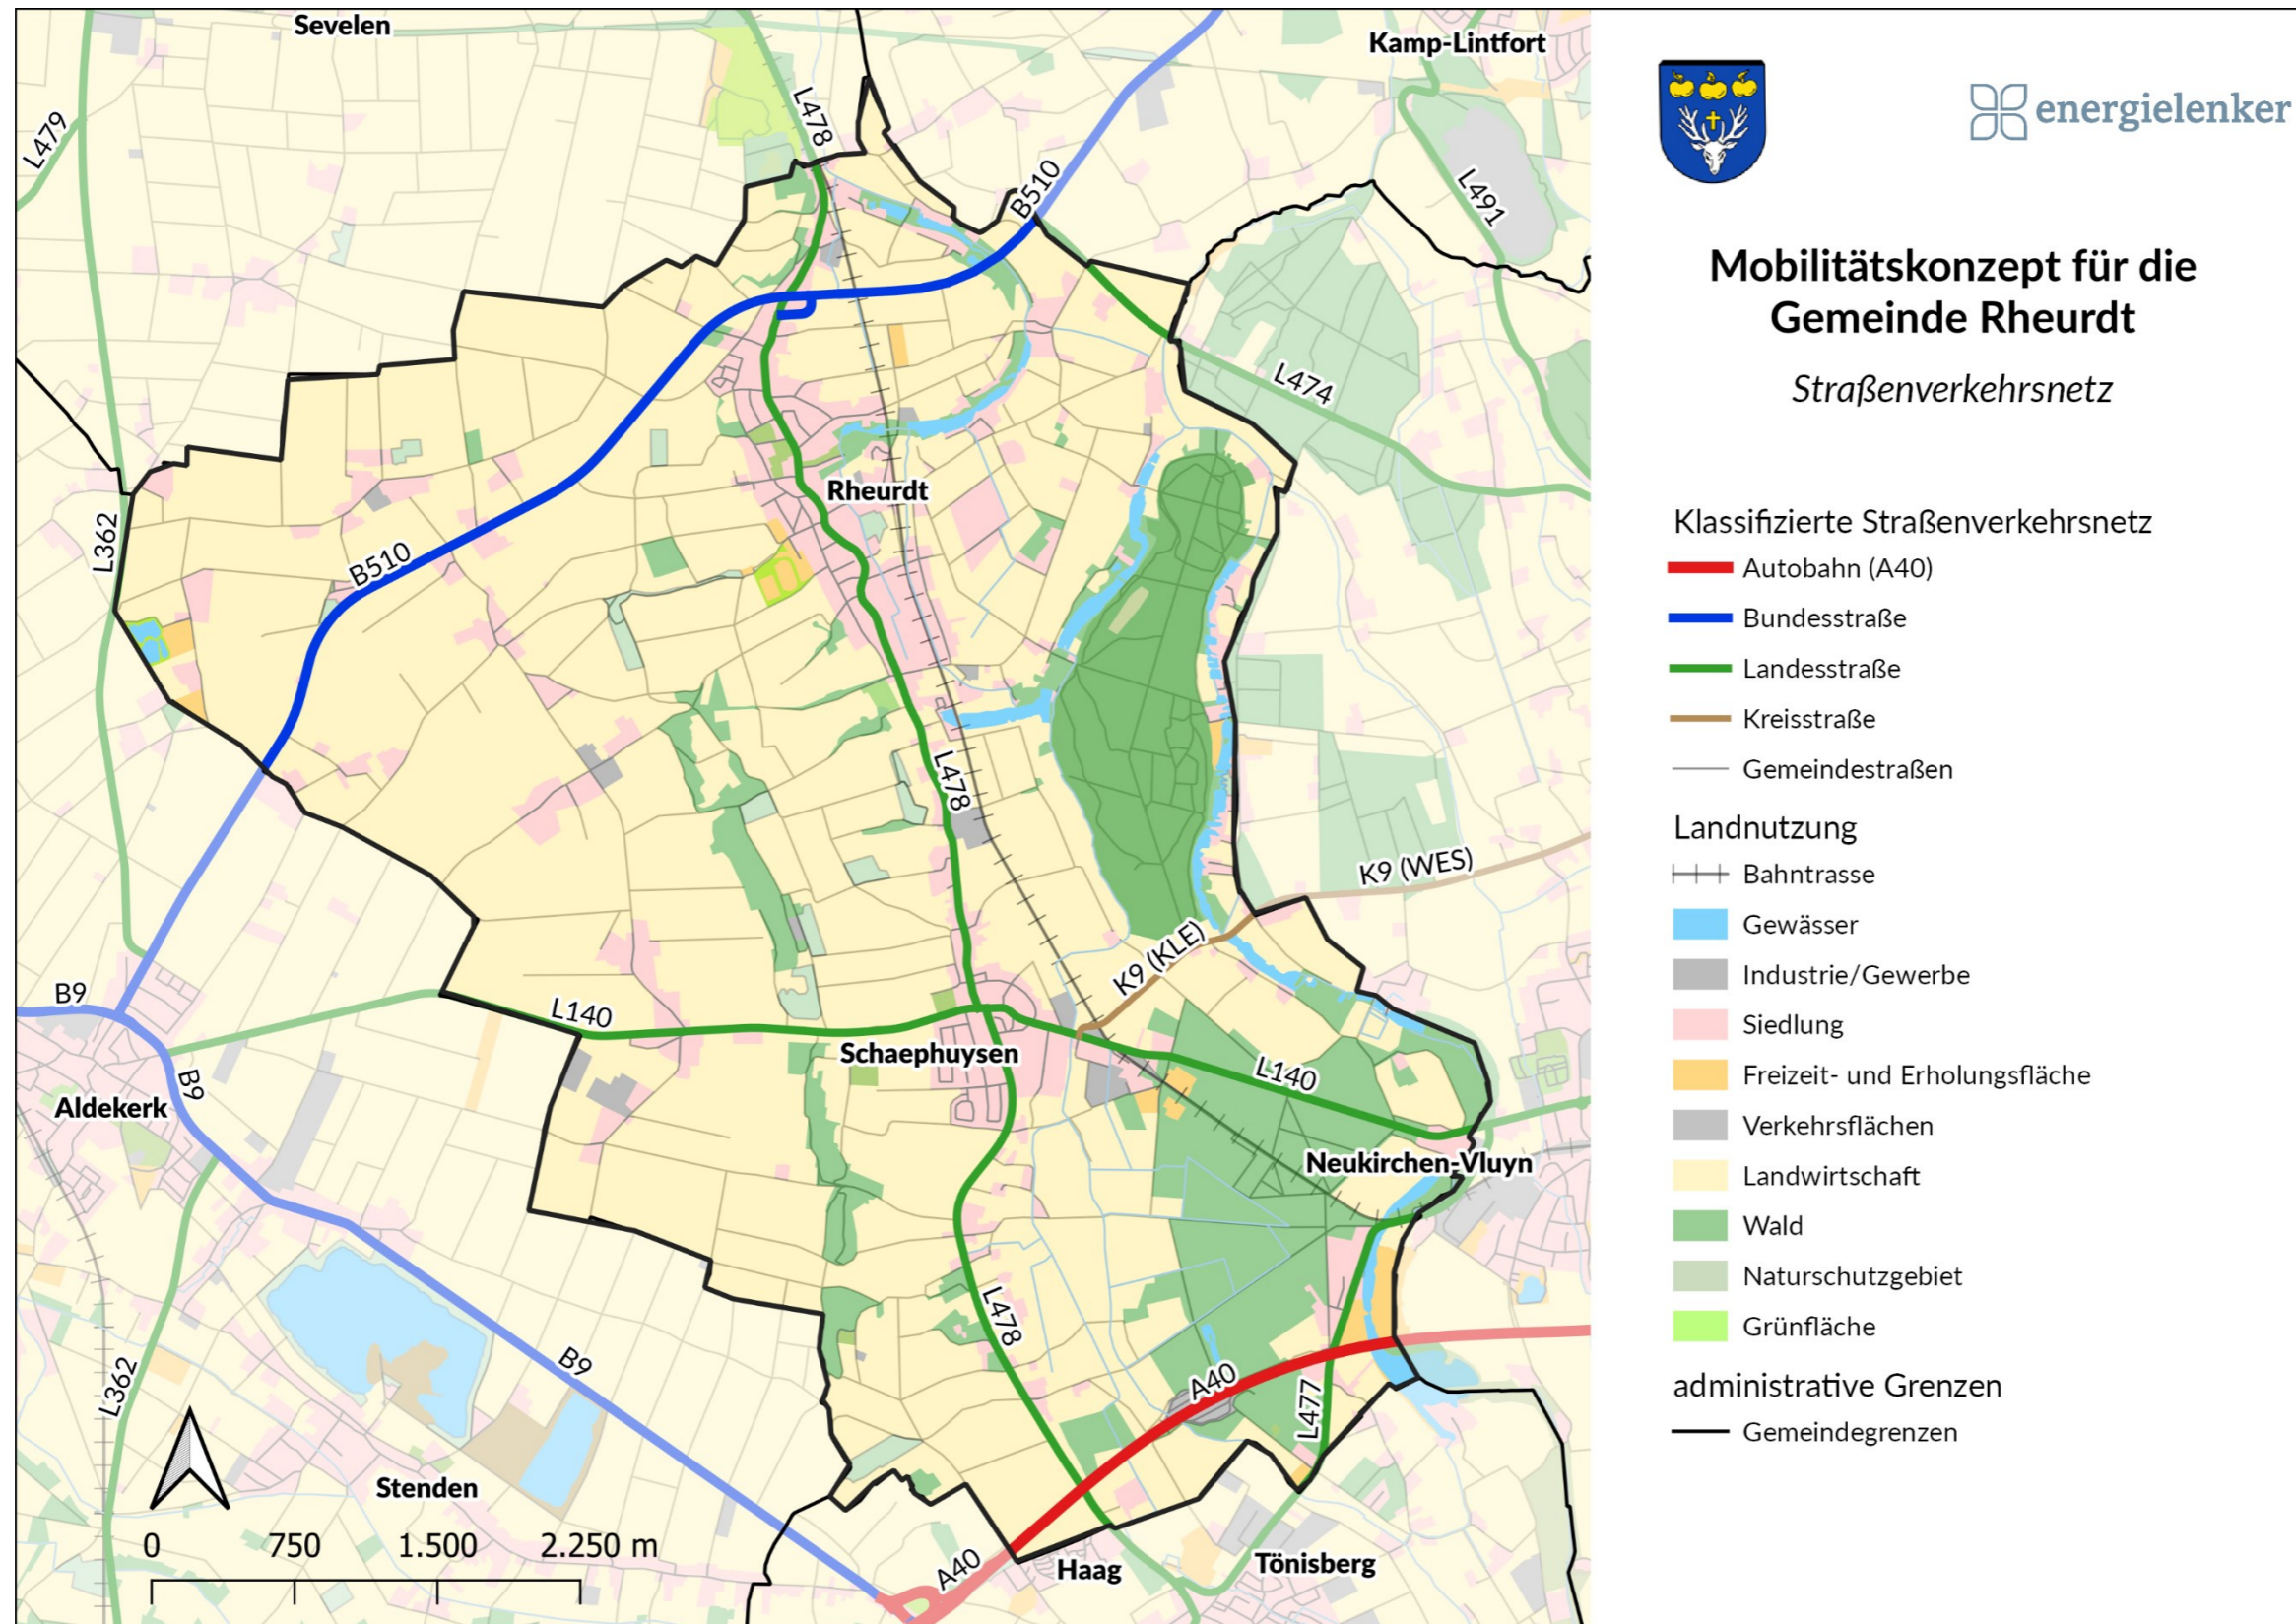 Sevelen
Kamp-Lintfort
L479
L478
B510
L491
L474
Rheurdt
L362
B510
L478
K9 (WES)
K9 (KLE)
B9
L140
Schaephuysen
L140
B9
Aldekerk
Neukirchen-Vluyn
L478
B9
L362
A40
L477
Stenden
0 750 1.500 2.250 m
A40
Haag
Tönisberg
energielenker
Mobilitätskonzept für die
Gemeinde Rheurdt
Straßenverkehrsnetz
Klassifizierte Straßenverkehrsnetz
Autobahn (A40)
Bundesstraße
Landesstraße
Kreisstraße
Gemeindestraßen
Landnutzung
Bahntrasse
Gewässer
Industrie/Gewerbe
Siedlung
Freizeit- und Erholungsfläche
Verkehrsflächen
Landwirtschaft
Wald
Naturschutzgebiet
Grünfläche
administrative Grenzen
Gemeindegrenzen